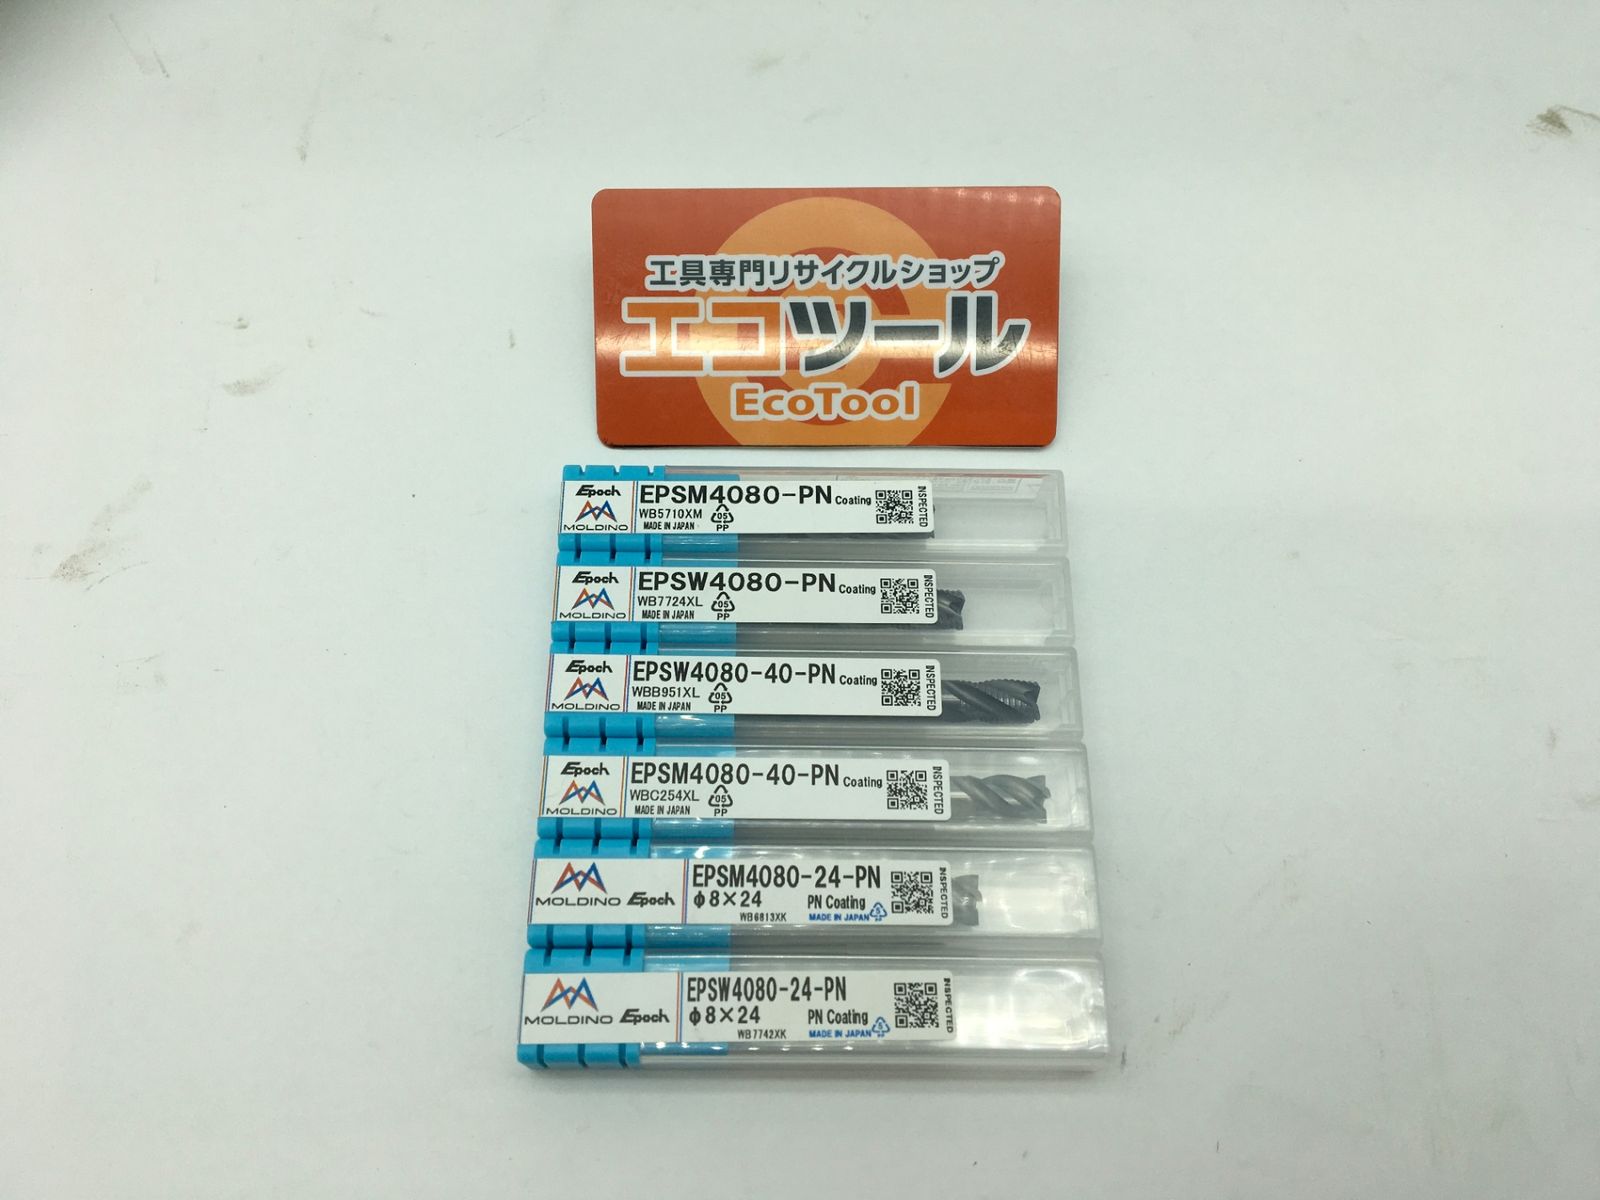 工具専門リサイクルショップ
エコツール
EcoTool
Epoch
MOLDINO
EPSM4080-PN Coating
WB5710XM
MADE IN JAPAN
05
PP
INSPECTED
Epoch
MOLDINO
EPSW4080-PN Coating
WB7724XL
MADE IN JAPAN
05
PP
INSPECTED
Epoch
MOLDINO
EPSW4080-40-PN Coating
WBB951XL
MADE IN JAPAN
05
PP
INSPECTED
Epoch
MOLDINO
EPSM4080-40-PN Coating
WBC254XL
MADE IN JAPAN
05
PP
INSPECTED
MOLDINO Epoch
EPSM4080-24-PN
φ8×24 PN Coating
WB6813XK MADE IN JAPAN
5
INSPECTED
MOLDINO Epoch
EPSW4080-24-PN
φ8×24 PN Coating
WB7742XK MADE IN JAPAN
5
INSPECTED